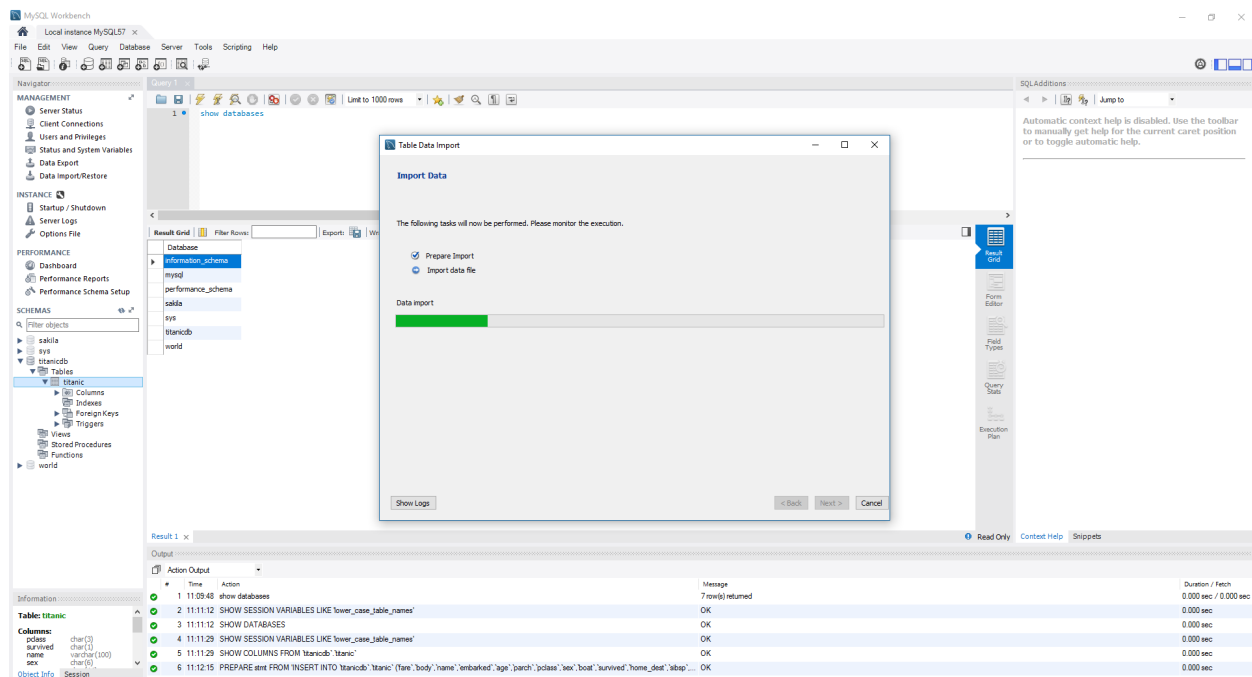 MySQL Workbench
Local instance MySQL57
File Edit View Query Database Server Tools Scripting Help
Navigator
MANAGEMENT
Server Status
Client Connections
Users and Privileges
Status and System Variables
Data Export
Data Import/Restore
INSTANCE
Startup / Shutdown
Server Logs
Options File
PERFORMANCE
Dashboard
Performance Reports
Performance Schema Setup
SCHEMAS
Filter objects
sakila
sys
titanicdb
Tables
titanic
Columns
Indexes
Foreign Keys
Triggers
Views
Stored Procedures
Functions
world
Information
Table: titanic
Columns:
pclass char(3)
survived char(1)
name varchar(100)
sex char(6)
Object Info Session
Query 1
Limit to 1000 rows
1 show databases
Result Grid Filter Rows: Export:
Database
information_schema
mysql
performance_schema
sakila
sys
titanicdb
world
Table Data Import
Import Data
The following tasks will now be performed. Please monitor the execution.
Prepare Import
Import data file
Data import
Show Logs < Back Next > Cancel
Result Grid
Form Editor
Field Types
Query Stats
Execution Plan
Result 1 Read Only
SQLAdditions
Jump to
Automatic context help is disabled. Use the toolbar
to manually get help for the current caret position
or to toggle automatic help.
Context Help Snippets
Output
Action Output
# Time Action Message Duration / Fetch
1 11:09:48 show databases 7 row(s) returned 0.000 sec / 0.000 sec
2 11:11:12 SHOW SESSION VARIABLES LIKE 'lower_case_table_names' OK 0.000 sec
3 11:11:12 SHOW DATABASES OK 0.000 sec
4 11:11:29 SHOW SESSION VARIABLES LIKE 'lower_case_table_names' OK 0.000 sec
5 11:11:29 SHOW COLUMNS FROM `titanicdb`.`titanic` OK 0.000 sec
6 11:12:15 PREPARE stmt FROM 'INSERT INTO `titanicdb`.`titanic` (`fare`,`body`,`name`,`embarked`,`age`,`parch`,`pclass`,`sex`,`boat`,`survived`,`home_dest`,`sibsp`,... OK 0.000 sec